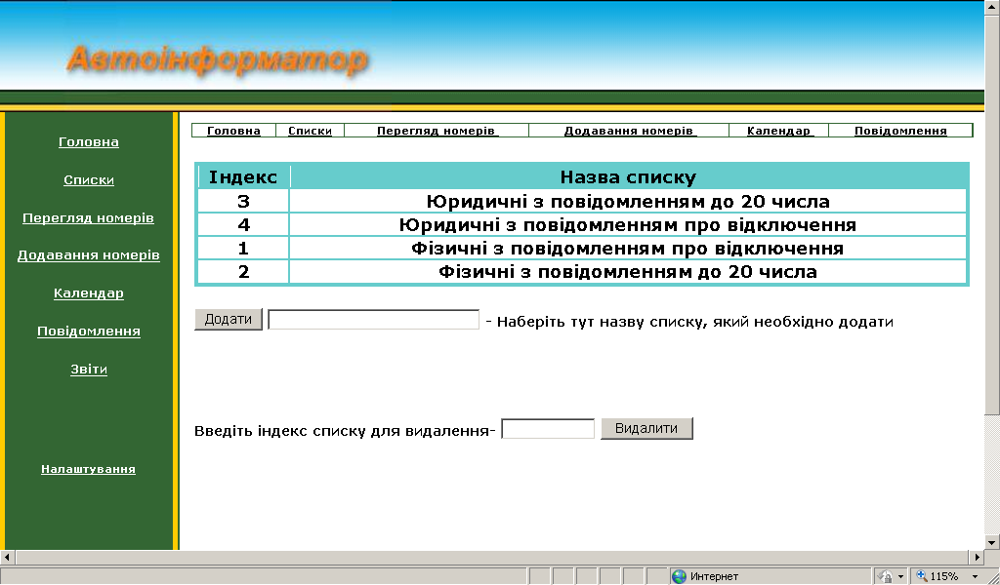 Автоінформатор
Головна Списки Перегляд номерів Додавання номерів Календар Повідомлення
Головна
Списки
Перегляд номерів
Додавання номерів
Календар
Повідомлення
Звіти
Налаштування
Індекс Назва списку
3 Юридичні з повідомленням до 20 числа
4 Юридичні з повідомленням про відключення
1 Фізичні з повідомленням про відключення
2 Фізичні з повідомленням до 20 числа
Додати - Наберіть тут назву списку, який необхідно додати
Введіть індекс списку для видалення- Видалити
Интернет 115%